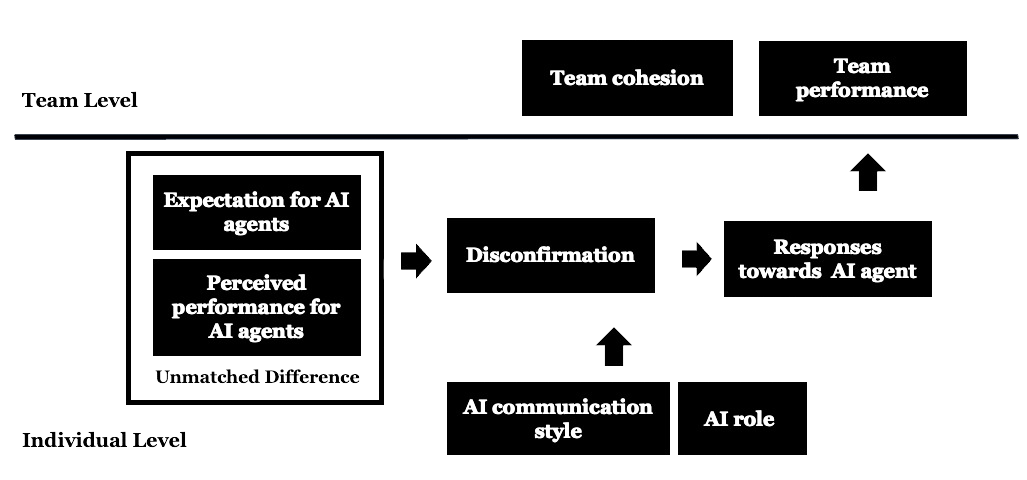 Team cohesion
Team
performance
Team Level
Expectation for AI
agents
Perceived
performance for
AI agents
Unmatched Difference
Disconfirmation
Responses
towards AI agent
AI communication
style
AI role
Individual Level